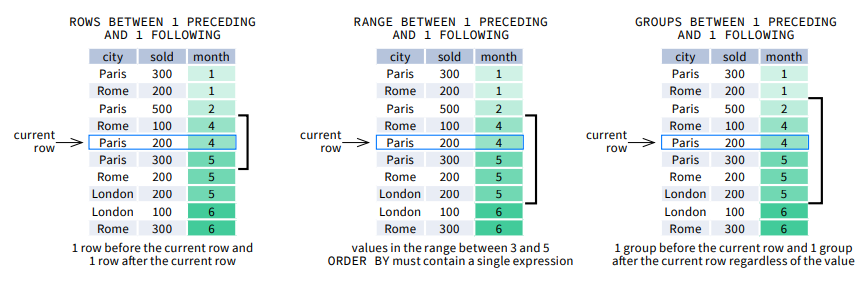 ROWS BETWEEN 1 PRECEDING
AND 1 FOLLOWING
city sold month
Paris 300 1
Rome 200 1
Paris 500 2
Rome 100 4
current row
Paris 200 4
Paris 300 5
Rome 200 5
London 200 5
London 100 6
Rome 300 6
1 row before the current row and
1 row after the current row
RANGE BETWEEN 1 PRECEDING
AND 1 FOLLOWING
city sold month
Paris 300 1
Rome 200 1
Paris 500 2
Rome 100 4
current row
Paris 200 4
Paris 300 5
Rome 200 5
London 200 5
London 100 6
Rome 300 6
values in the range between 3 and 5
ORDER BY must contain a single expression
GROUPS BETWEEN 1 PRECEDING
AND 1 FOLLOWING
city sold month
Paris 300 1
Rome 200 1
Paris 500 2
Rome 100 4
current row
Paris 200 4
Paris 300 5
Rome 200 5
London 200 5
London 100 6
Rome 300 6
1 group before the current row and 1 group
after the current row regardless of the value